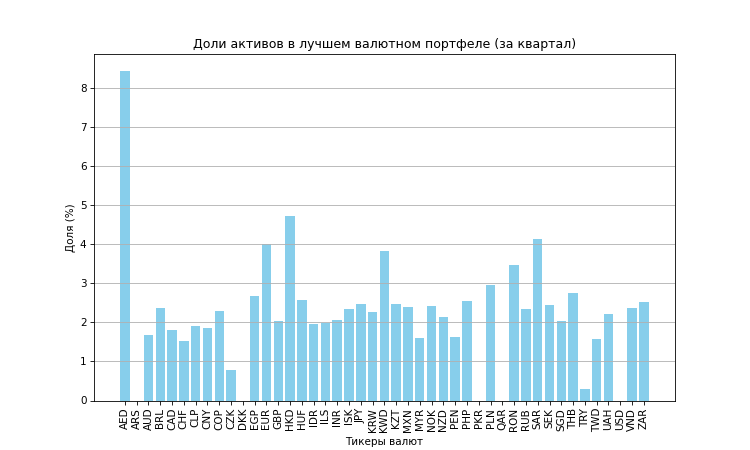 Доли активов в лучшем валютном портфеле (за квартал)
Доля (%)
8
7
6
5
4
3
2
1
0
AED
ARS
AUD
BRL
CAD
CHF
CLP
CNY
COP
CZK
DKK
EGP
EUR
GBP
HKD
HUF
IDR
ILS
INR
ISK
JPY
KRW
KWD
KZT
MXN
MYR
NOK
NZD
PEN
PHP
PKR
PLN
QAR
RON
RUB
SAR
SEK
SGD
THB
TRY
TWD
UAH
USD
VND
ZAR
Тикеры валют